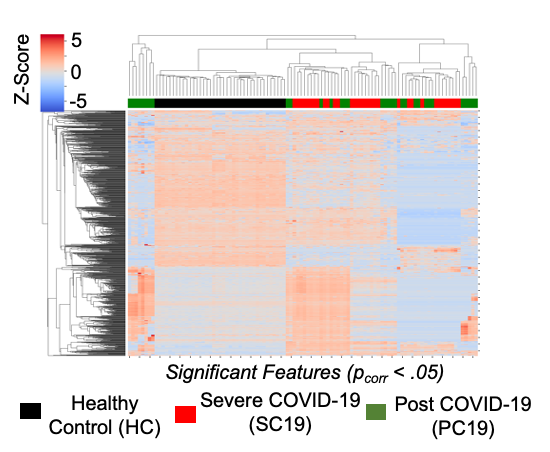 Z-Score
5
0
-5
Significant Features (pcorr < .05)
Healthy
Control (HC)
Severe COVID-19
(SC19)
Post COVID-19
(PC19)